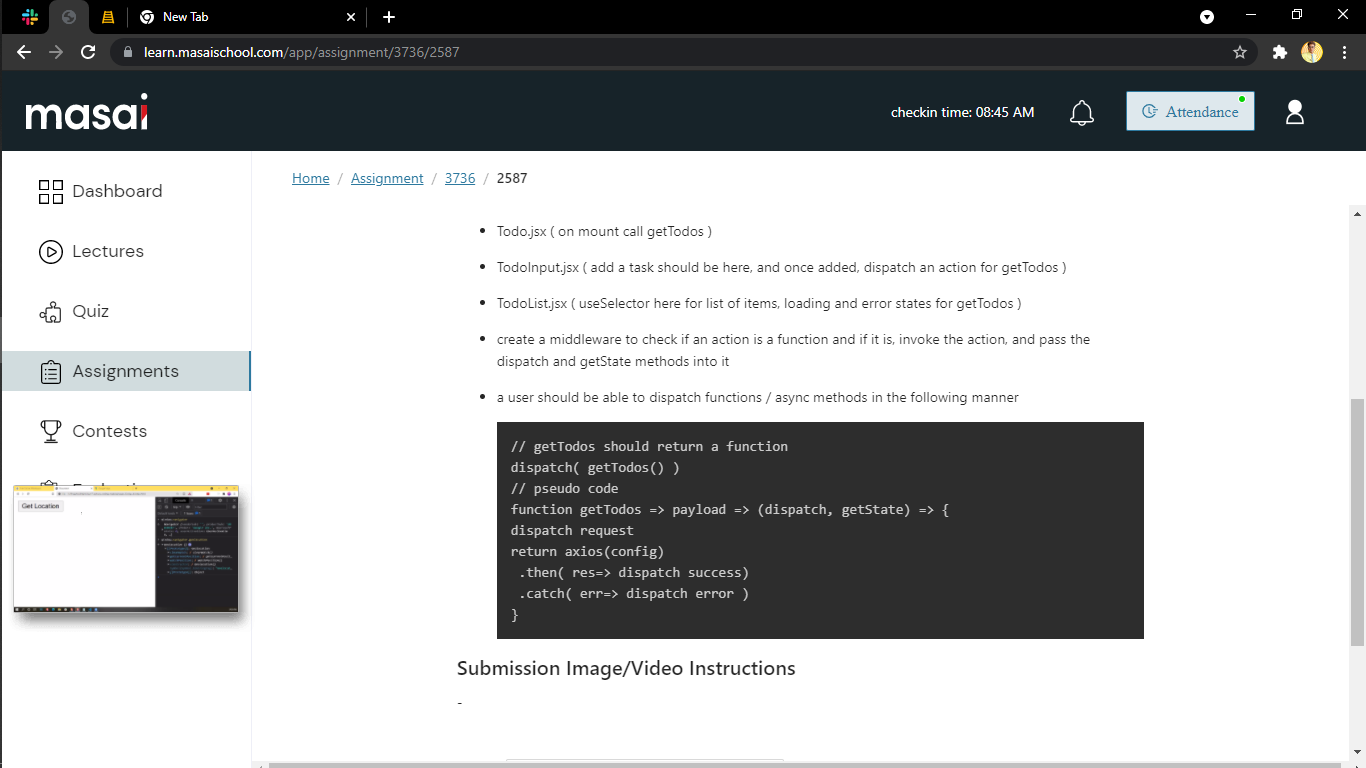 New Tab
learn.masaischool.com/app/assignment/3736/2587
masai
checkin time: 08:45 AM
Attendance
Dashboard
Lectures
Quiz
Assignments
Contests
Get Location
Home / Assignment / 3736 / 2587
Todo.jsx ( on mount call getTodos )
TodoInput.jsx ( add a task should be here, and once added, dispatch an action for getTodos )
TodoList.jsx ( useSelector here for list of items, loading and error states for getTodos )
create a middleware to check if an action is a function and if it is, invoke the action, and pass the
dispatch and getState methods into it
a user should be able to dispatch functions / async methods in the following manner
// getTodos should return a function
dispatch( getTodos() )
// pseudo code
function getTodos => payload => (dispatch, getState) => {
dispatch request
return axios(config)
.then( res=> dispatch success)
.catch( err=> dispatch error )
}
Submission Image/Video Instructions
-